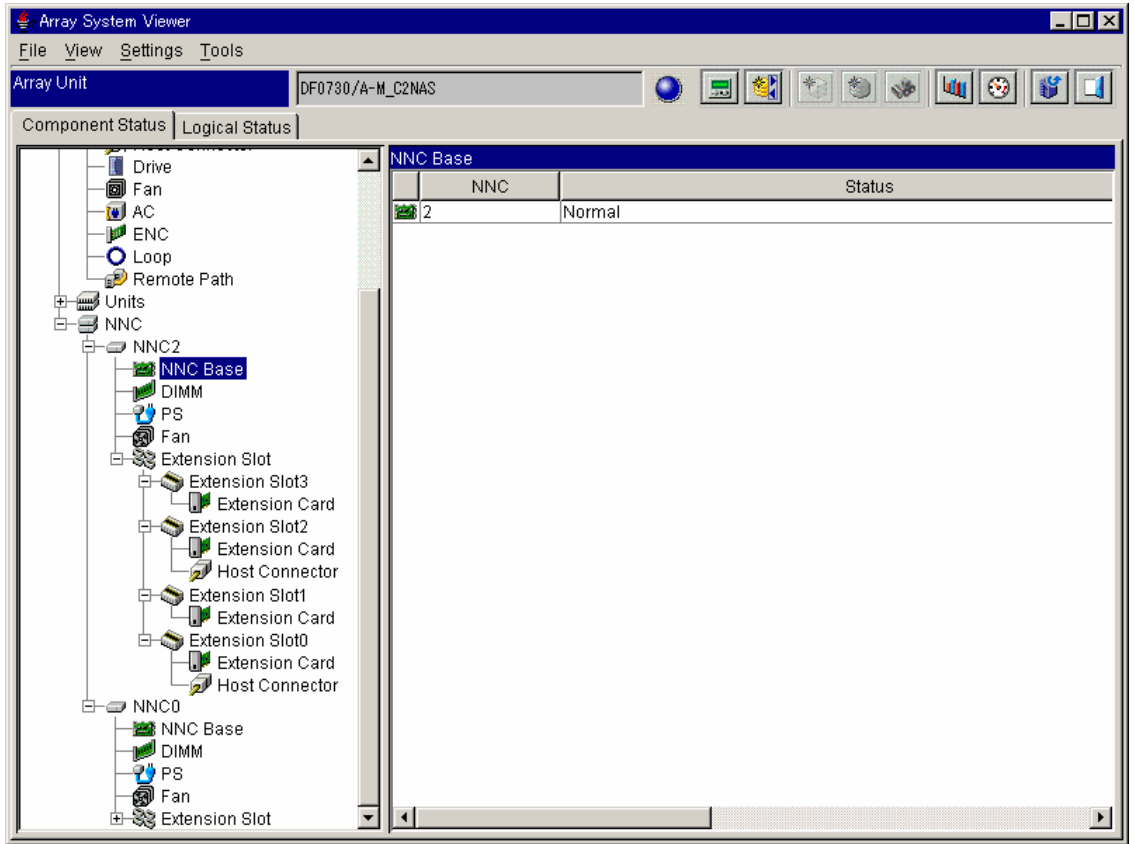 Array System Viewer
File View Settings Tools
Array Unit
DF0730/A-M_C2NAS
Component Status
Logical Status
Drive
Fan
AC
ENC
Loop
Remote Path
Units
NNC
NNC2
NNC Base
DIMM
PS
Fan
Extension Slot
Extension Slot3
Extension Card
Extension Slot2
Extension Card
Host Connector
Extension Slot1
Extension Card
Extension Slot0
Extension Card
Host Connector
NNC0
NNC Base
DIMM
PS
Fan
Extension Slot
NNC Base
NNC Status
2 Normal